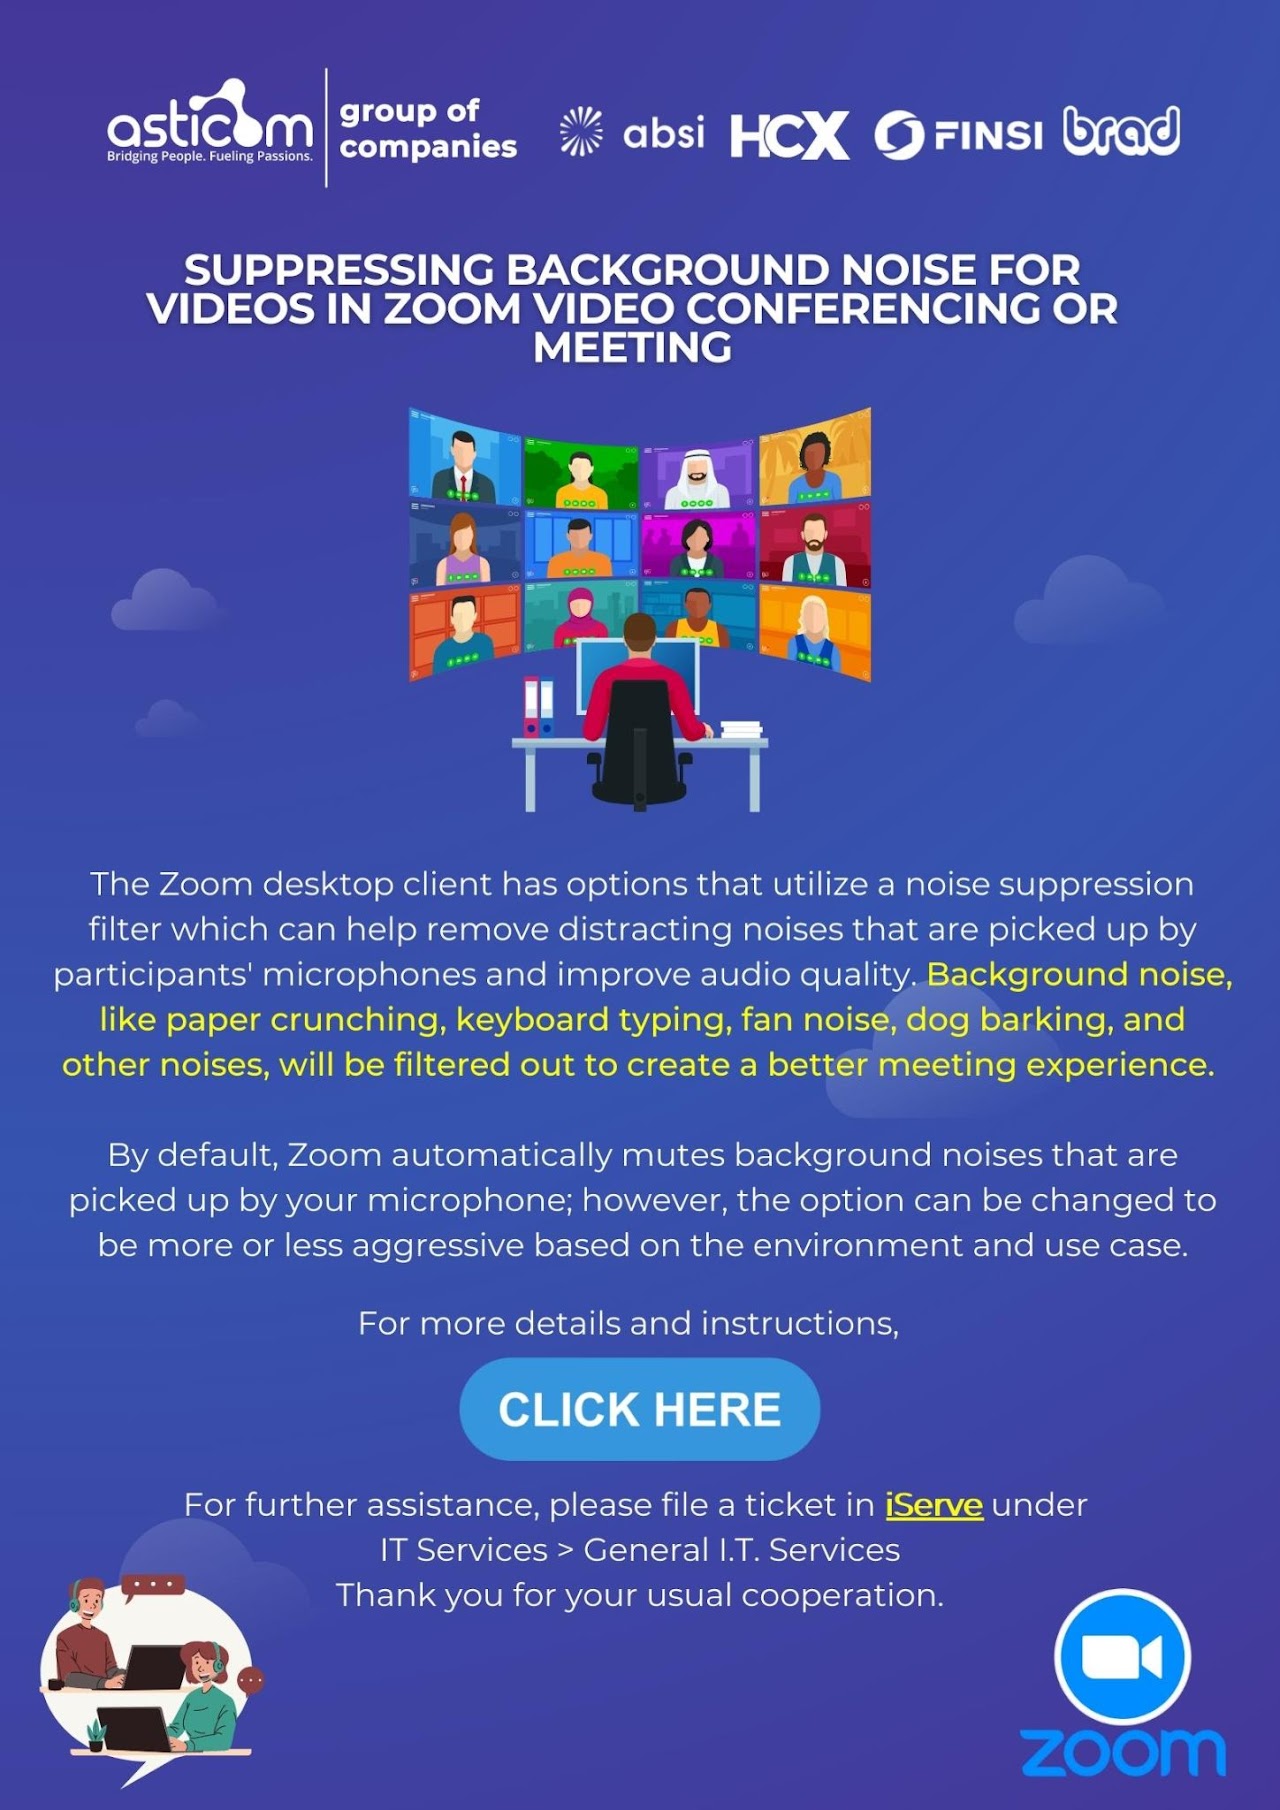 asticom
Bridging People. Fueling Passions.
group of
companies
absi
HCX
FINSI
brad
SUPPRESSING BACKGROUND NOISE FOR
VIDEOS IN ZOOM VIDEO CONFERENCING OR
MEETING
The Zoom desktop client has options that utilize a noise suppression
filter which can help remove distracting noises that are picked up by
participants' microphones and improve audio quality. Background noise,
like paper crunching, keyboard typing, fan noise, dog barking, and
other noises, will be filtered out to create a better meeting experience.
By default, Zoom automatically mutes background noises that are
picked up by your microphone; however, the option can be changed to
be more or less aggressive based on the environment and use case.
For more details and instructions,
CLICK HERE
For further assistance, please file a ticket in iServe under
IT Services > General I.T. Services
Thank you for your usual cooperation.
zoom